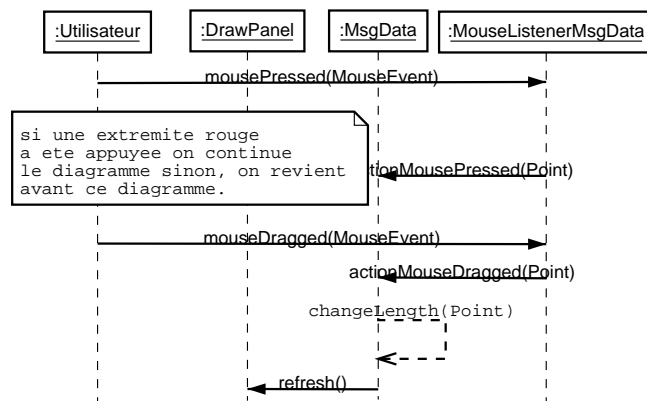 :Utilisateur :DrawPanel :MsgData :MouseListenerMsgData
mousePressed(MouseEvent)
si une extremite rouge
a ete appuyee on continue
le diagramme sinon, on revient
avant ce diagramme.
ctionMousePressed(Point)
mouseDragged(MouseEvent)
actionMouseDragged(Point)
changeLength(Point)
refresh()